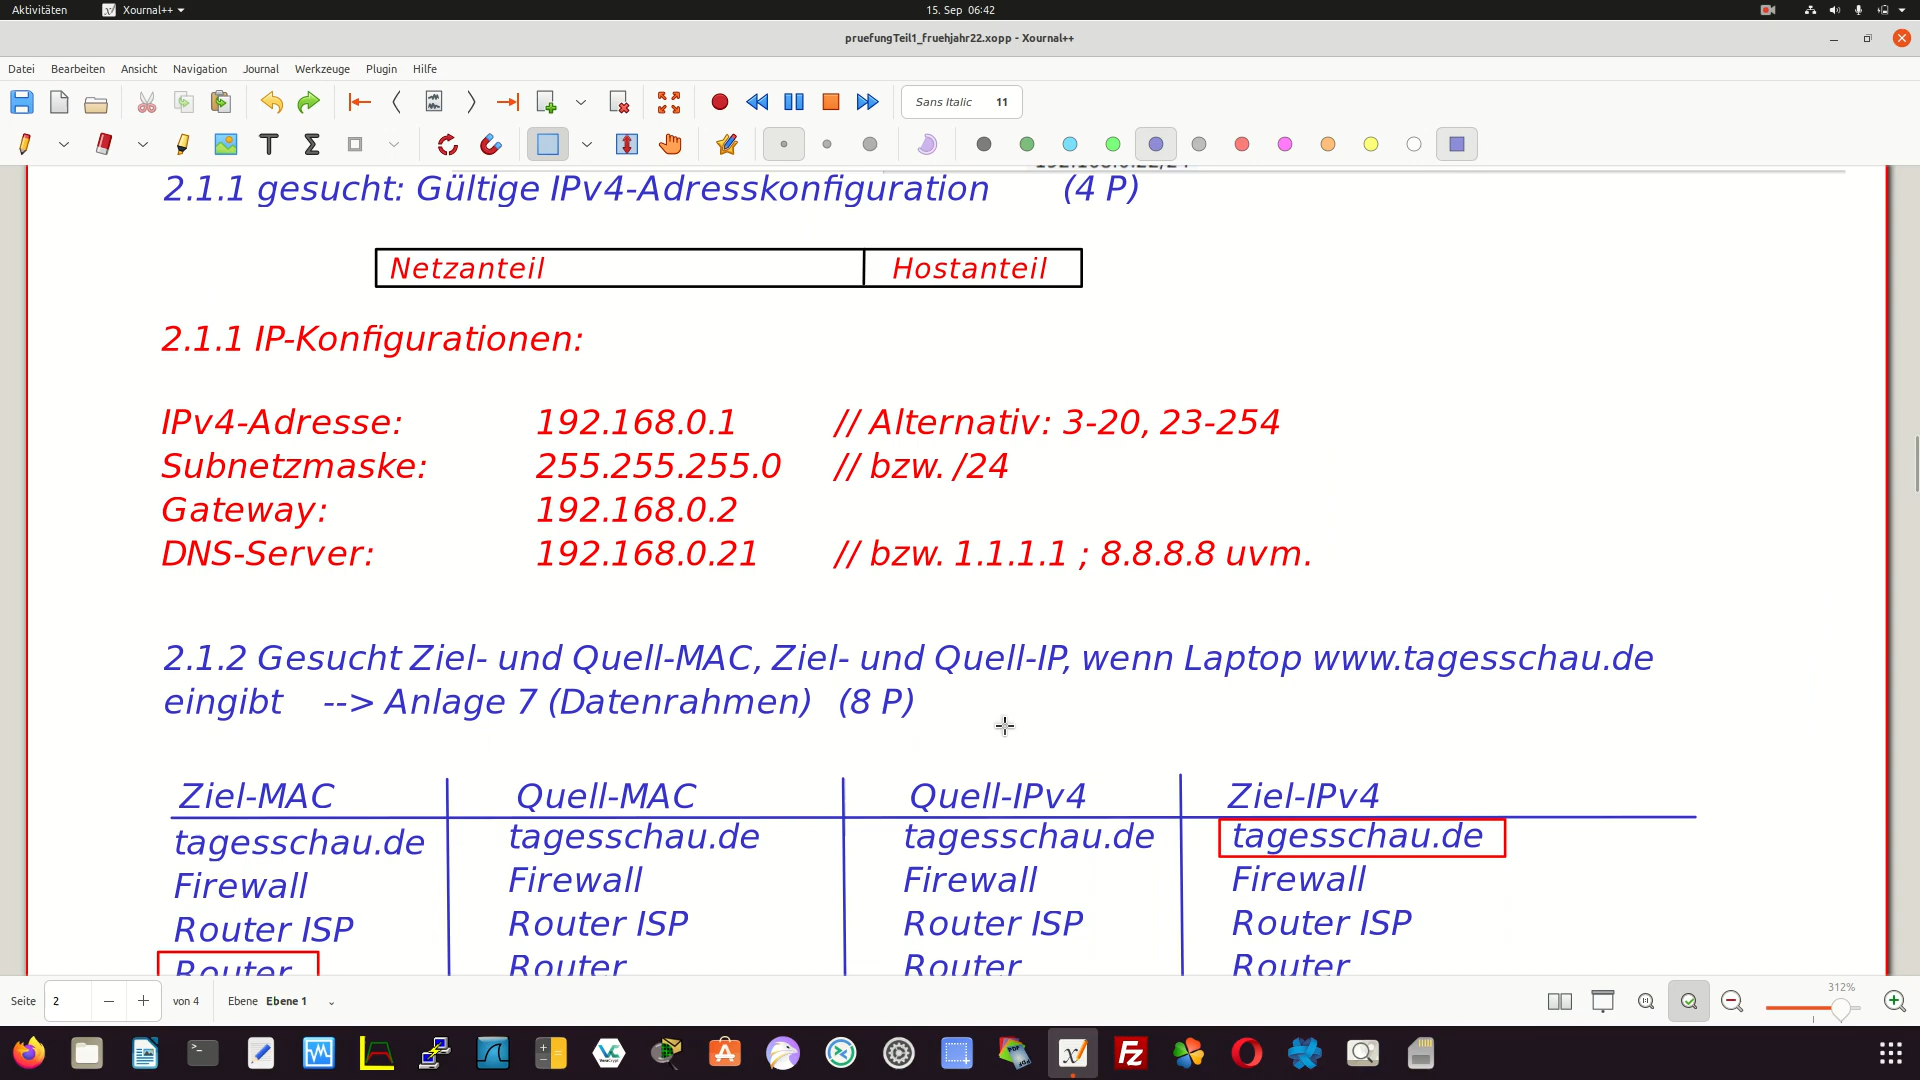 Aktivitäten Xournal++ 15. Sep 06:42
pruefungTeil1_fruehjahr22.xopp - Xournal++
Datei Bearbeiten Ansicht Navigation Journal Werkzeuge Plugin Hilfe
Sans Italic 11
2.1.1 gesucht: Gültige IPv4-Adresskonfiguration (4 P)
Netzanteil Hostanteil
2.1.1 IP-Konfigurationen:
IPv4-Adresse: 192.168.0.1 // Alternativ: 3-20, 23-254
Subnetzmaske: 255.255.255.0 // bzw. /24
Gateway: 192.168.0.2
DNS-Server: 192.168.0.21 // bzw. 1.1.1.1 ; 8.8.8.8 uvm.
2.1.2 Gesucht Ziel- und Quell-MAC, Ziel- und Quell-IP, wenn Laptop www.tagesschau.de
eingibt --> Anlage 7 (Datenrahmen) (8 P)
Ziel-MAC Quell-MAC Quell-IPv4 Ziel-IPv4
tagesschau.de tagesschau.de tagesschau.de tagesschau.de
Firewall Firewall Firewall Firewall
Router ISP Router ISP Router ISP Router ISP
Router Router Router Router
Seite 2 von 4 Ebene Ebene 1 312%